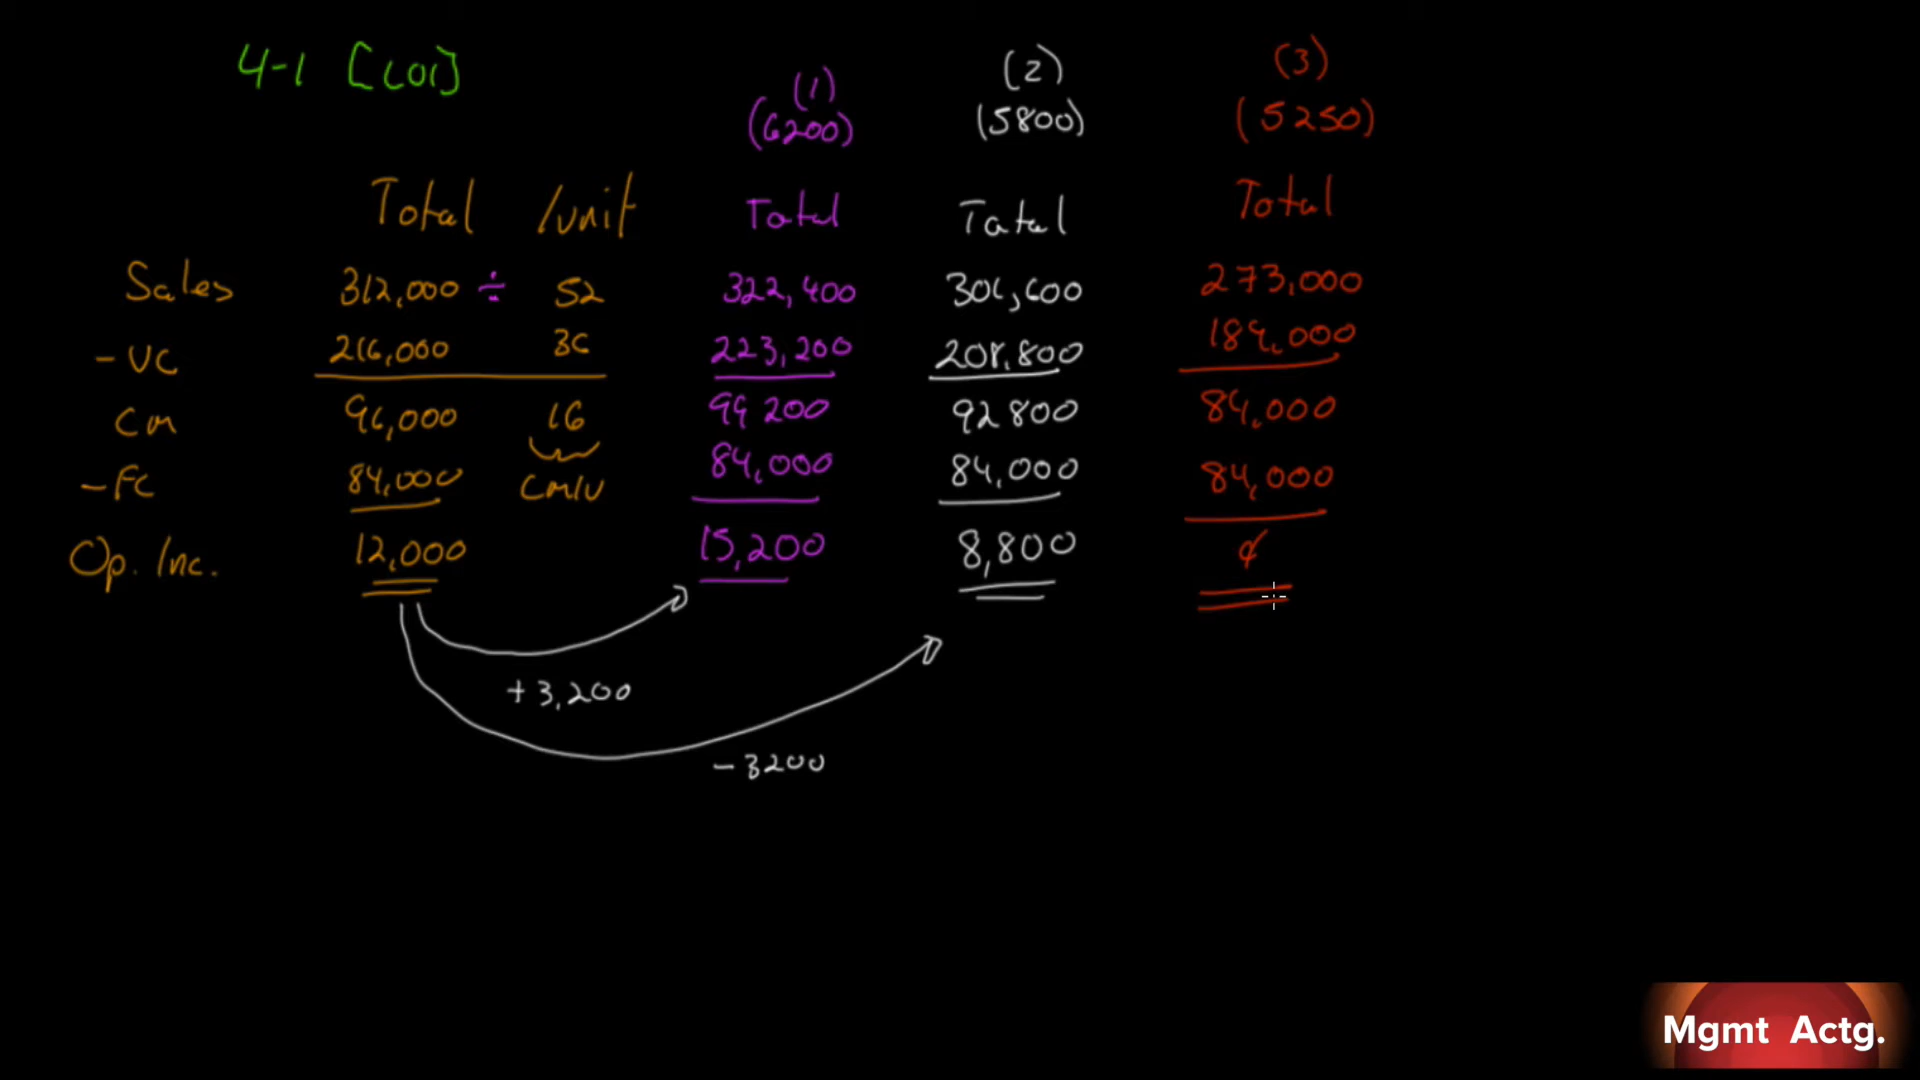 4-1 [LO1]
(1) (2) (3)
(6200) (5800) (5250)
Total /unit Total Total Total
Sales 312,000 ÷ 52 322,400 301,600 273,000
- VC 216,000 36 223,200 208,800 189,000
CM 96,000 16 99 200 92 800 84,000
- FC 84,000 CM/U 84,000 84,000 84,000
Op. Inc. 12,000 15,200 8,800 ¢
+ 3,200
- 3200
Mgmt Actg.